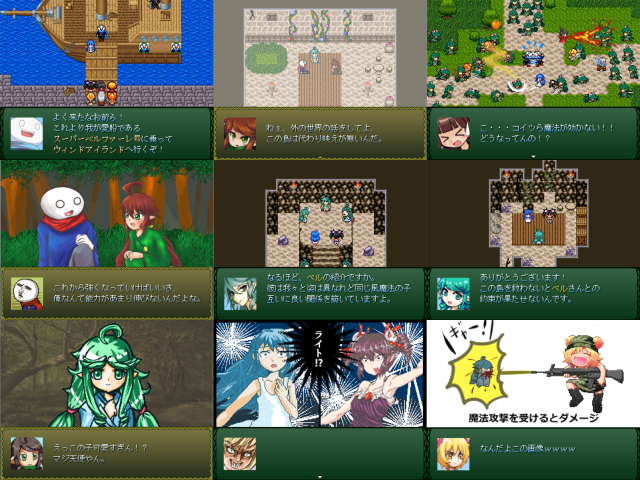 よく来たなお前ら！
これより我が愛船である
スーパーベルフマーレ号に乗って
ウィンドアイランドへ行くぞ！
わぇ、外の世界の話をしてよ、
この島は代わり映えが無いんだ。
こ・・・コイツら魔法が効かない！！
どうなってんの！？
これから強くなっていけばいいさ、
俺なんて能力があまり伸びないんだよな。
なるほど、ベルの紹介ですか。
彼は我々と姿は異なれど同じ風魔法の子
互いに良い関係を築いていますよ。
ありがとうございます！
この島を救わないとベルさんとの
約束が果たせないんです。
えっこの子可愛すぎん！？
マジ天使やん。
ライト!?
ギャー！
魔法攻撃を受けるとダメージ
なんだよこの画像ｗｗｗｗ